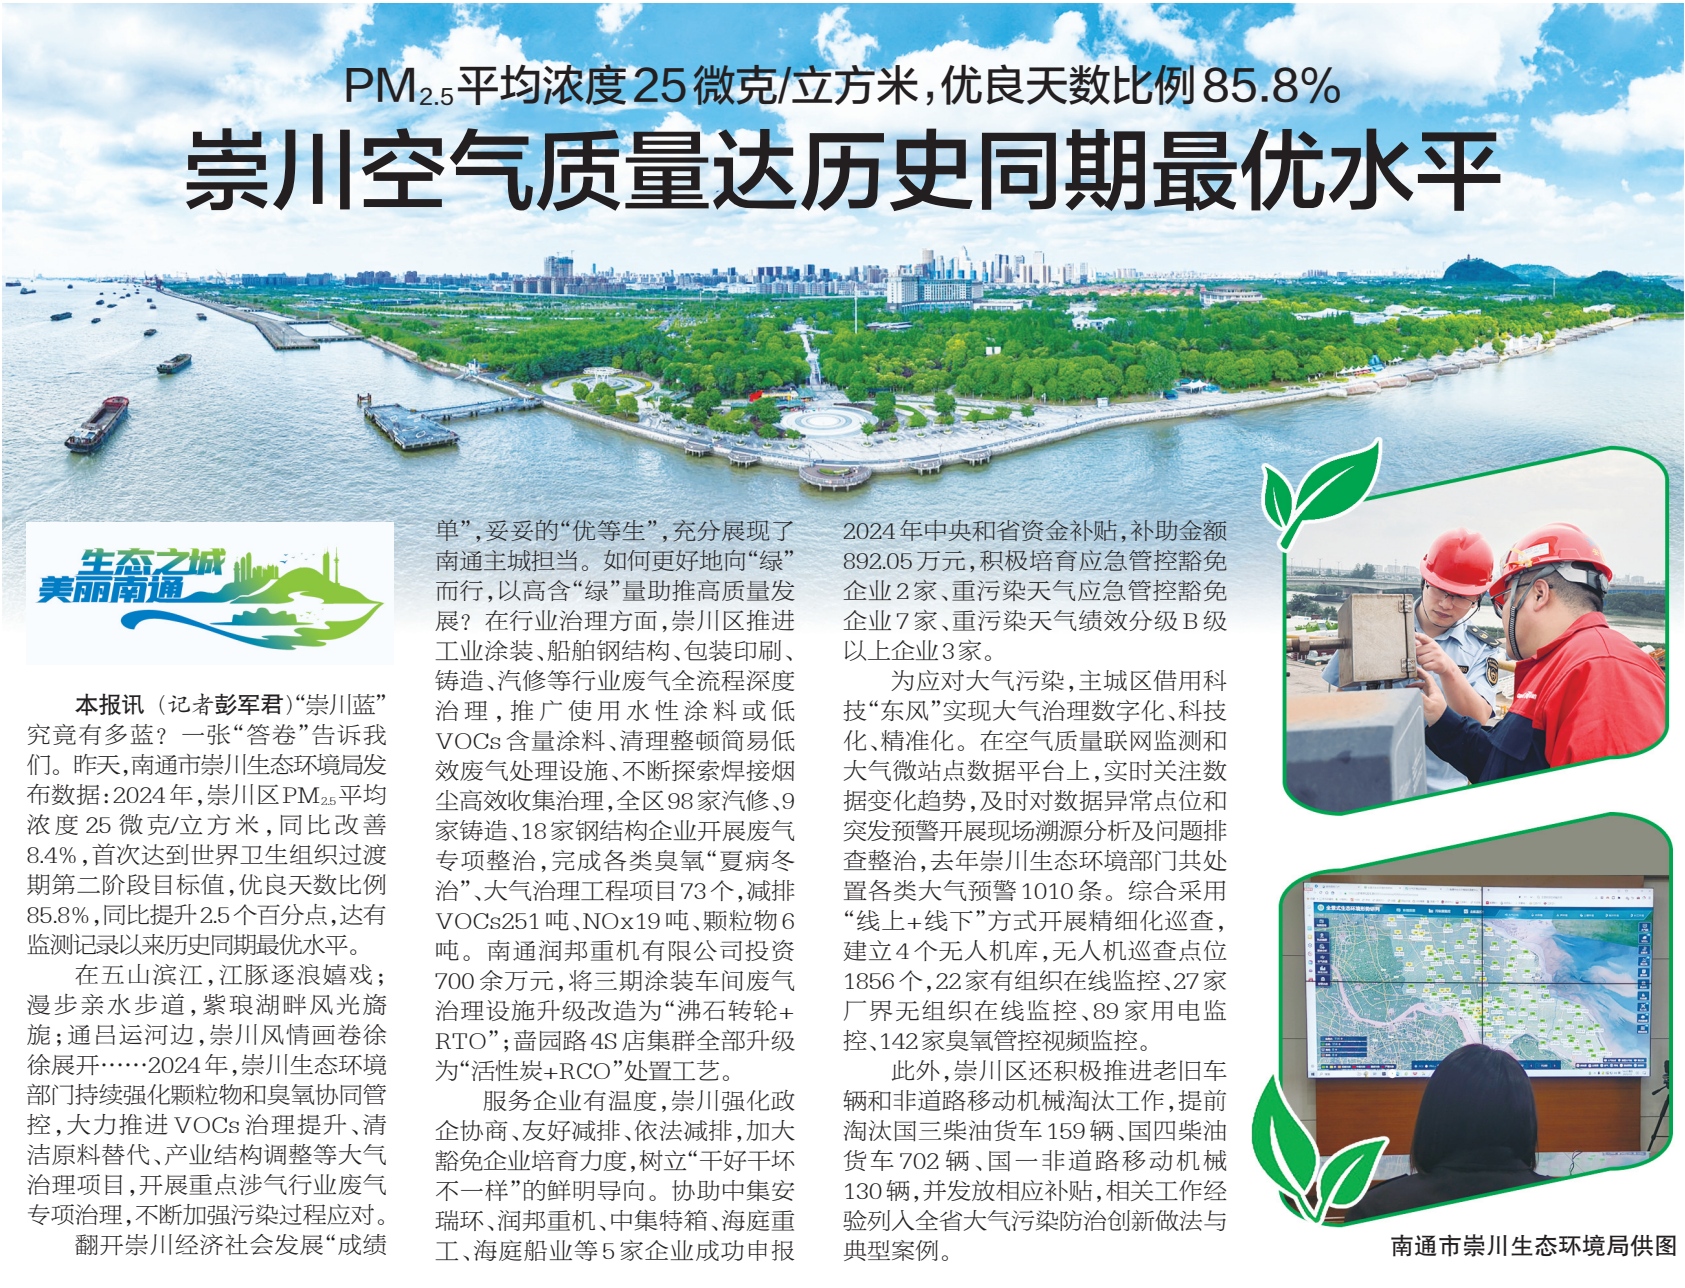 PM2.5平均浓度25微克/立方米,优良天数比例85.8%
崇川空气质量达历史同期最优水平
生态之城
美丽南通
本报讯 (记者彭军君)“崇川蓝”
究竟有多蓝？一张“答卷”告诉我
们。昨天,南通市崇川生态环境局发
布数据:2024年,崇川区PM2.5平均
浓度25微克/立方米,同比改善
8.4%,首次达到世界卫生组织过渡
期第二阶段目标值,优良天数比例
85.8%,同比提升2.5个百分点,达有
监测记录以来历史同期最优水平。
在五山滨江,江豚逐浪嬉戏;
漫步亲水步道,紫琅湖畔风光旖
旎;通吕运河边,崇川风情画卷徐
徐展开……2024年,崇川生态环境
部门持续强化颗粒物和臭氧协同管
控,大力推进VOCs治理提升、清
洁原料替代、产业结构调整等大气
治理项目,开展重点涉气行业废气
专项治理,不断加强污染过程应对。
翻开崇川经济社会发展“成绩
单”,妥妥的“优等生”,充分展现了
南通主城担当。如何更好地向“绿”
而行,以高含“绿”量助推高质量发
展？在行业治理方面,崇川区推进
工业涂装、船舶钢结构、包装印刷、
铸造、汽修等行业废气全流程深度
治理,推广使用水性涂料或低
VOCs含量涂料、清理整顿简易低
效废气处理设施、不断探索焊接烟
尘高效收集治理,全区98家汽修、9
家铸造、18家钢结构企业开展废气
专项整治,完成各类臭氧“夏病冬
治”、大气治理工程项目73个,减排
VOCs251吨、NOx19吨、颗粒物6
吨。南通润邦重机有限公司投资
700余万元,将三期涂装车间废气
治理设施升级改造为“沸石转轮+
RTO”;啬园路4S店集群全部升级
为“活性炭+RCO”处置工艺。
服务企业有温度,崇川强化政
企协商、友好减排、依法减排,加大
豁免企业培育力度,树立“干好干坏
不一样”的鲜明导向。协助中集安
瑞环、润邦重机、中集特箱、海庭重
工、海庭船业等5家企业成功申报
2024年中央和省资金补贴,补助金额
892.05万元,积极培育应急管控豁免
企业2家、重污染天气应急管控豁免
企业7家、重污染天气绩效分级B级
以上企业3家。
为应对大气污染,主城区借用科
技“东风”实现大气治理数字化、科技
化、精准化。在空气质量联网监测和
大气微站点数据平台上,实时关注数
据变化趋势,及时对数据异常点位和
突发预警开展现场溯源分析及问题排
查整治,去年崇川生态环境部门共处
置各类大气预警1010条。综合采用
“线上+线下”方式开展精细化巡查,
建立4个无人机库,无人机巡查点位
1856个,22家有组织在线监控、27家
厂界无组织在线监控、89家用电监
控、142家臭氧管控视频监控。
此外,崇川区还积极推进老旧车
辆和非道路移动机械淘汰工作,提前
淘汰国三柴油货车159辆、国四柴油
货车702辆、国一非道路移动机械
130辆,并发放相应补贴,相关工作经
验列入全省大气污染防治创新做法与
典型案例。
南通市崇川生态环境局供图